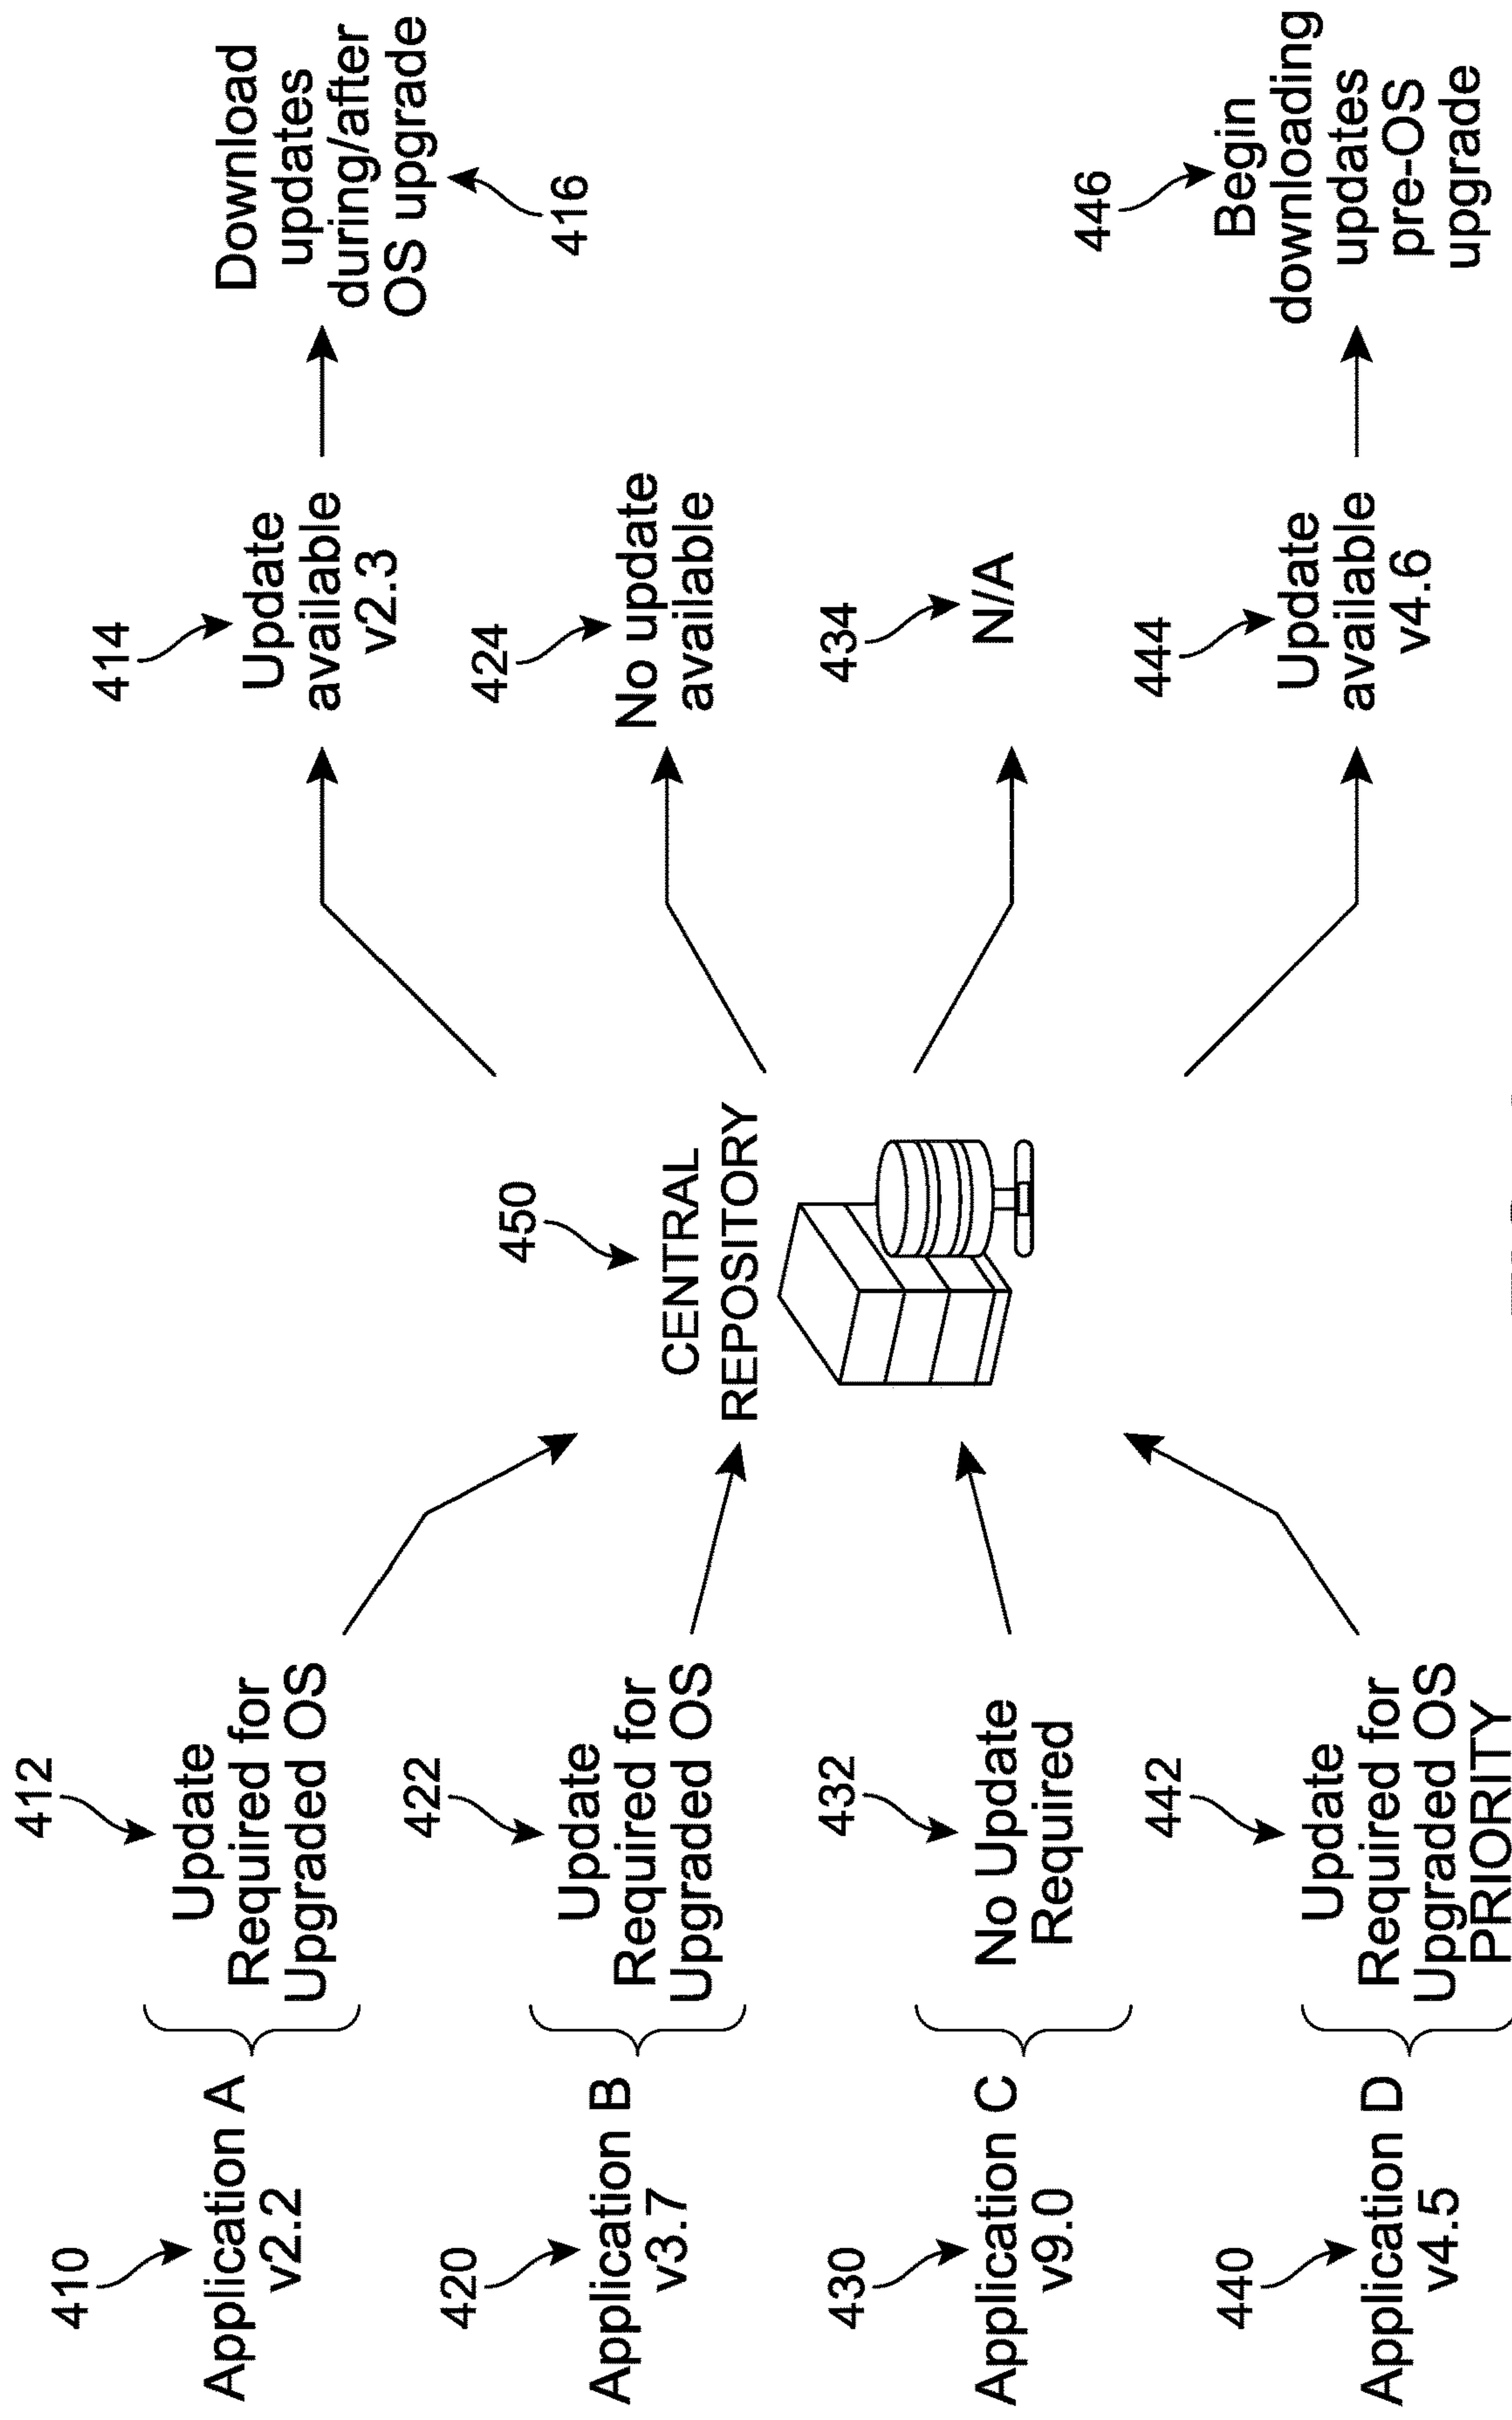 410
Application A
v2.2
412
Update
Required for
Upgraded OS
414
Update
available
v2.3
Download
updates
during/after
OS upgrade
416
420
Application B
v3.7
422
Update
Required for
Upgraded OS
424
No update
available
450
CENTRAL
REPOSITORY
430
Application C
v9.0
432
No Update
Required
434
N/A
440
Application D
v4.5
442
Update
Required for
Upgraded OS
PRIORITY
444
Update
available
v4.6
446
Begin
downloading
updates
pre-OS
upgrade